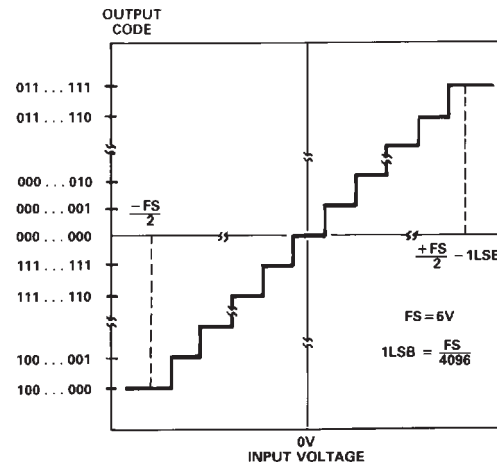 OUTPUT
CODE
011 . . . 111
011 . . . 110
000 . . . 010
000 . . . 001
000 . . . 000
111 . . . 111
111 . . . 110
100 . . . 001
100 . . . 000
−FS
2
+FS
2
− 1LSB
FS = 6V
1LSB = FS
4096
0V
INPUT VOLTAGE